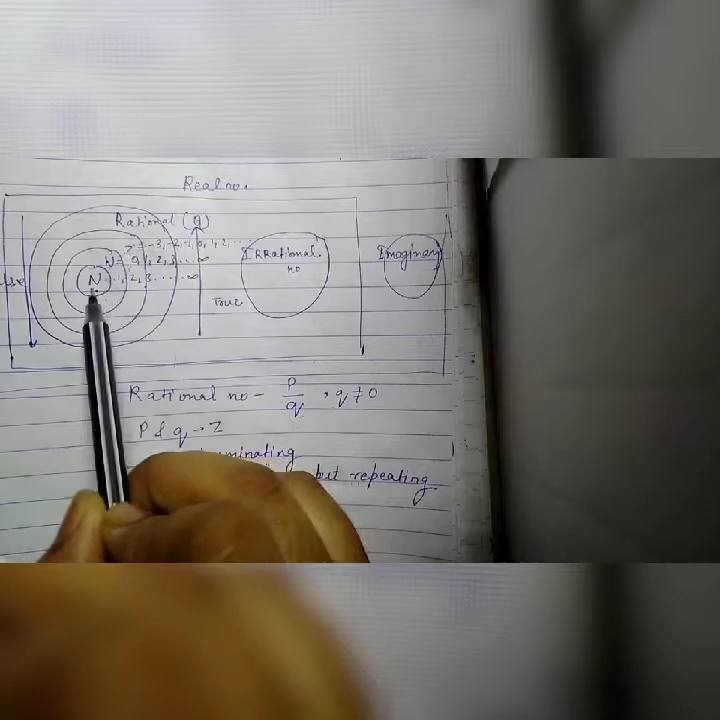 Real no.
Rational (Q)
Z = -3, -2, -1, 0, 1, 2, ...
W = 0, 1, 2, 3 .... ∞
N = 1, 2, 3 ....... ∞
IRRational
no
Imaginary
true
Rational no - P/q , q ≠ 0
P & q → Z
but repeating